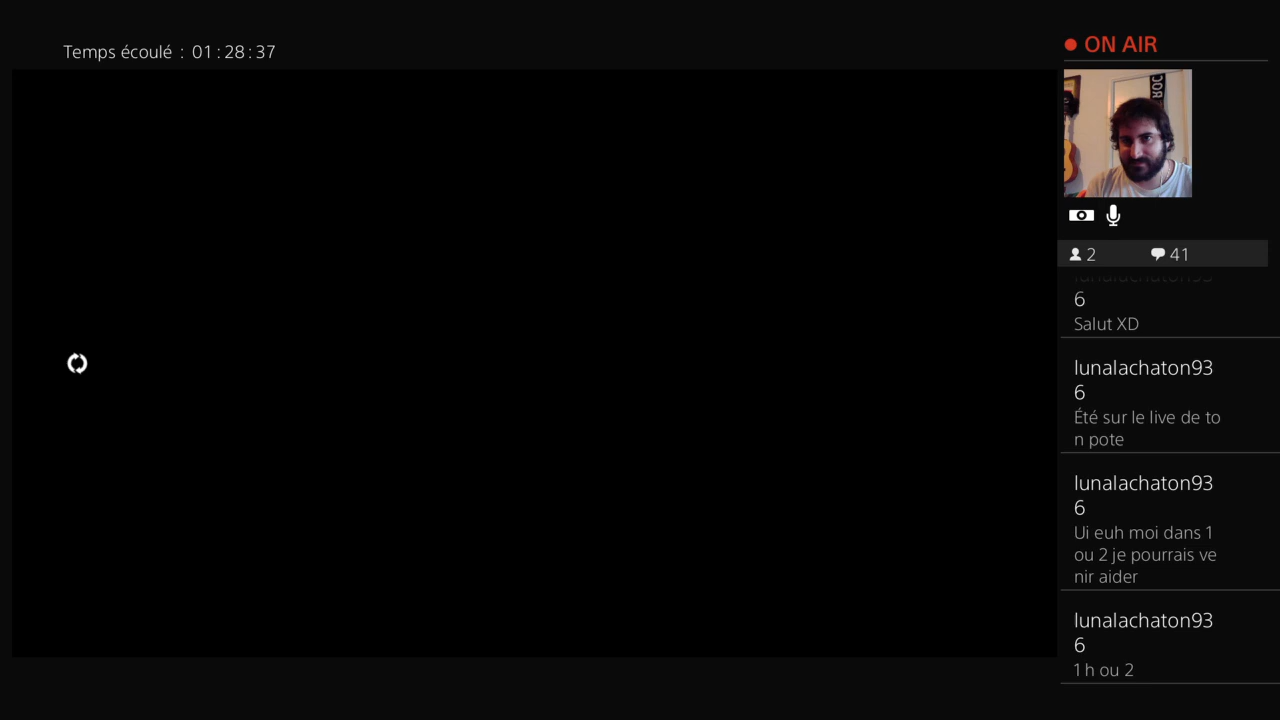 Temps écoulé : 01:28:37
ON AIR
ROC
2
41
lunalachaton93
6
Salut XD
lunalachaton93
6
Été sur le live de to
n pote
lunalachaton93
6
Ui euh moi dans 1
ou 2 je pourrais ve
nir aider
lunalachaton93
6
1 h ou 2